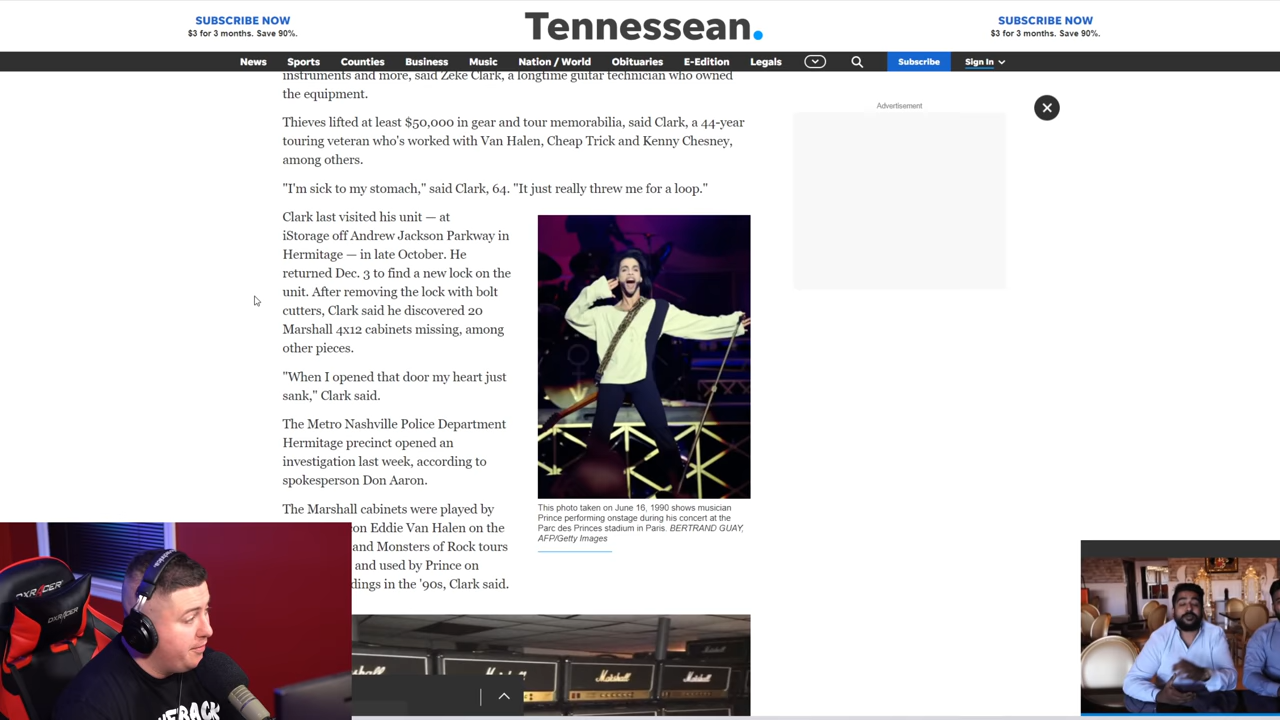 SUBSCRIBE NOW
$3 for 3 months. Save 90%.
Tennessean.
SUBSCRIBE NOW
$3 for 3 months. Save 90%.
News Sports Counties Business Music Nation / World Obituaries E-Edition Legals Subscribe Sign In
instruments and more, said Zeke Clark, a longtime guitar technician who owned
the equipment.
Thieves lifted at least $50,000 in gear and tour memorabilia, said Clark, a 44-year
touring veteran who's worked with Van Halen, Cheap Trick and Kenny Chesney,
among others.
"I'm sick to my stomach," said Clark, 64. "It just really threw me for a loop."
Clark last visited his unit — at
iStorage off Andrew Jackson Parkway in
Hermitage — in late October. He
returned Dec. 3 to find a new lock on the
unit. After removing the lock with bolt
cutters, Clark said he discovered 20
Marshall 4x12 cabinets missing, among
other pieces.
"When I opened that door my heart just
sank," Clark said.
The Metro Nashville Police Department
Hermitage precinct opened an
investigation last week, according to
spokesperson Don Aaron.
The Marshall cabinets were played by
on Eddie Van Halen on the
and Monsters of Rock tours
and used by Prince on
dings in the '90s, Clark said.
This photo taken on June 16, 1990 shows musician
Prince performing onstage during his concert at the
Parc des Princes stadium in Paris. BERTRAND GUAY,
AFP/Getty Images
Advertisement
Marshall
Marshall
Marshall
Marshall
DXRACER